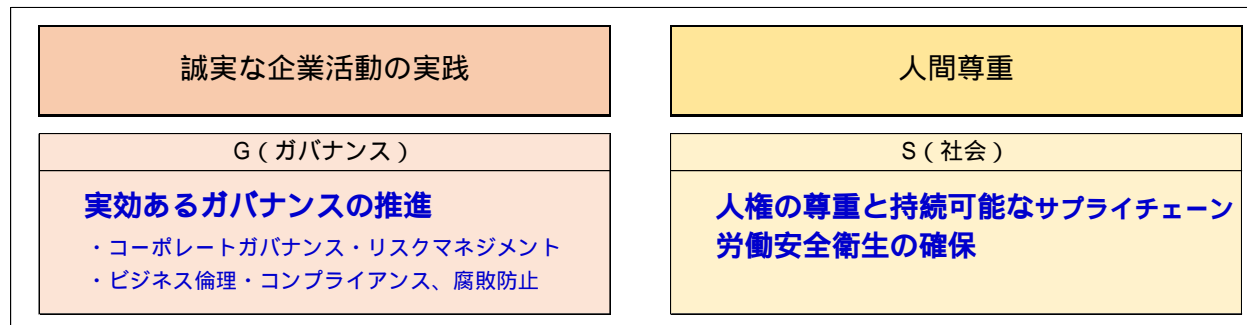 誠実な企業活動の実践
G(ガバナンス)
実効あるガバナンスの推進
・コーポレートガバナンス・リスクマネジメント
・ビジネス倫理・コンプライアンス、腐敗防止
人間尊重
S(社会)
人権の尊重と持続可能なサプライチェーン
労働安全衛生の確保